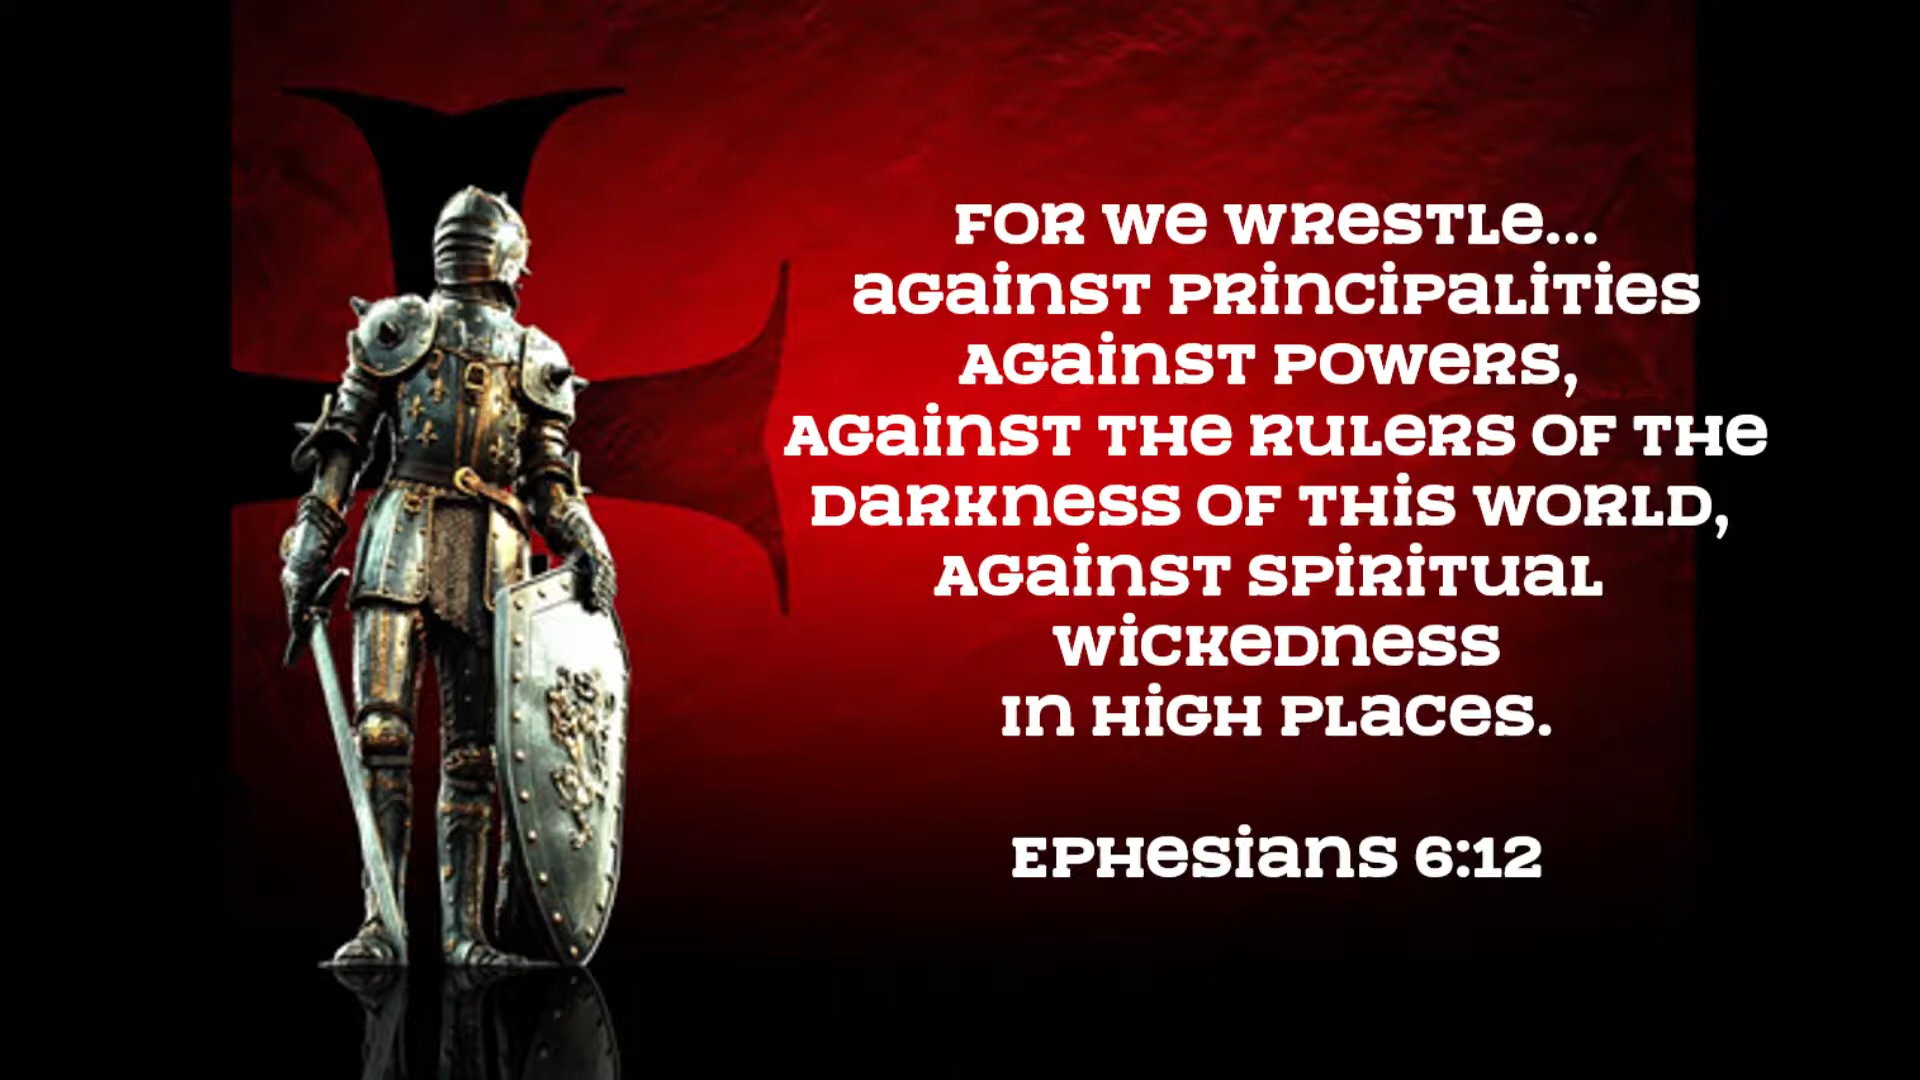 FOR WE WRESTLE...
AGAINST PRINCIPALITIES
AGAINST POWERS,
AGAINST THE RULERS OF THE
DARKNESS OF THIS WORLD,
AGAINST SPIRITUAL
WICKEDNESS
IN HIGH PLACES.
EPHESIANS 6:12